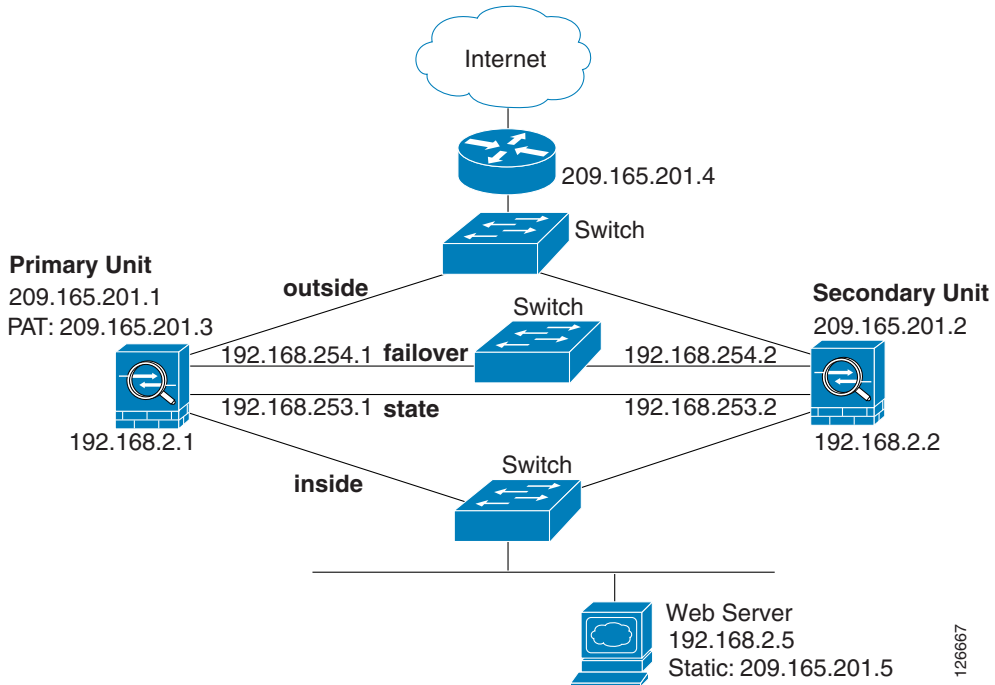 Internet
209.165.201.4
Switch
Primary Unit
209.165.201.1
PAT: 209.165.201.3
outside
Secondary Unit
209.165.201.2
Switch
192.168.254.1
failover
192.168.254.2
192.168.253.1
state
192.168.253.2
192.168.2.1
192.168.2.2
Switch
inside
Web Server
192.168.2.5
Static: 209.165.201.5
126667